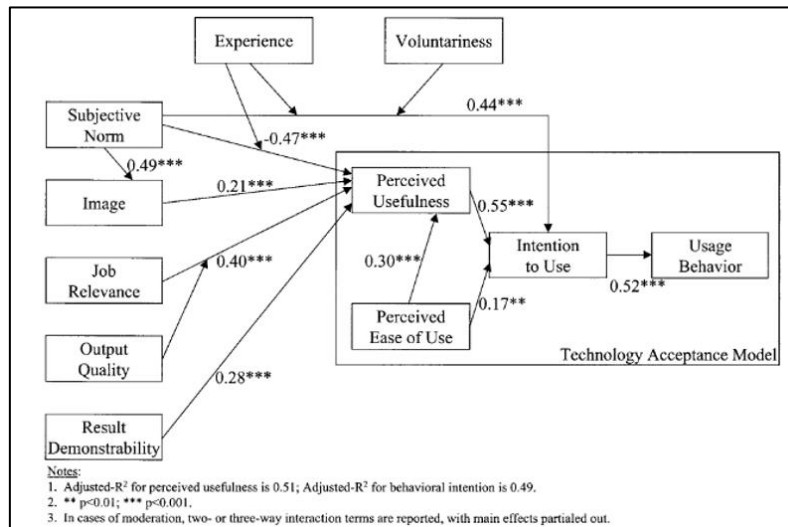 Experience
Voluntariness
Subjective
Norm
0.44***
-0.47***
0.49***
Image
0.21***
Perceived
Usefulness
0.55***
Intention
to Use
Usage
Behavior
Job
Relevance
0.40***
0.30***
0.52***
0.17**
Output
Quality
Perceived
Ease of Use
Technology Acceptance Model
0.28***
Result
Demonstrability
Notes:
1. Adjusted-R² for perceived usefulness is 0.51; Adjusted-R² for behavioral intention is 0.49.
2. ** p<0.01; *** p<0.001.
3. In cases of moderation, two- or three-way interaction terms are reported, with main effects partialed out.